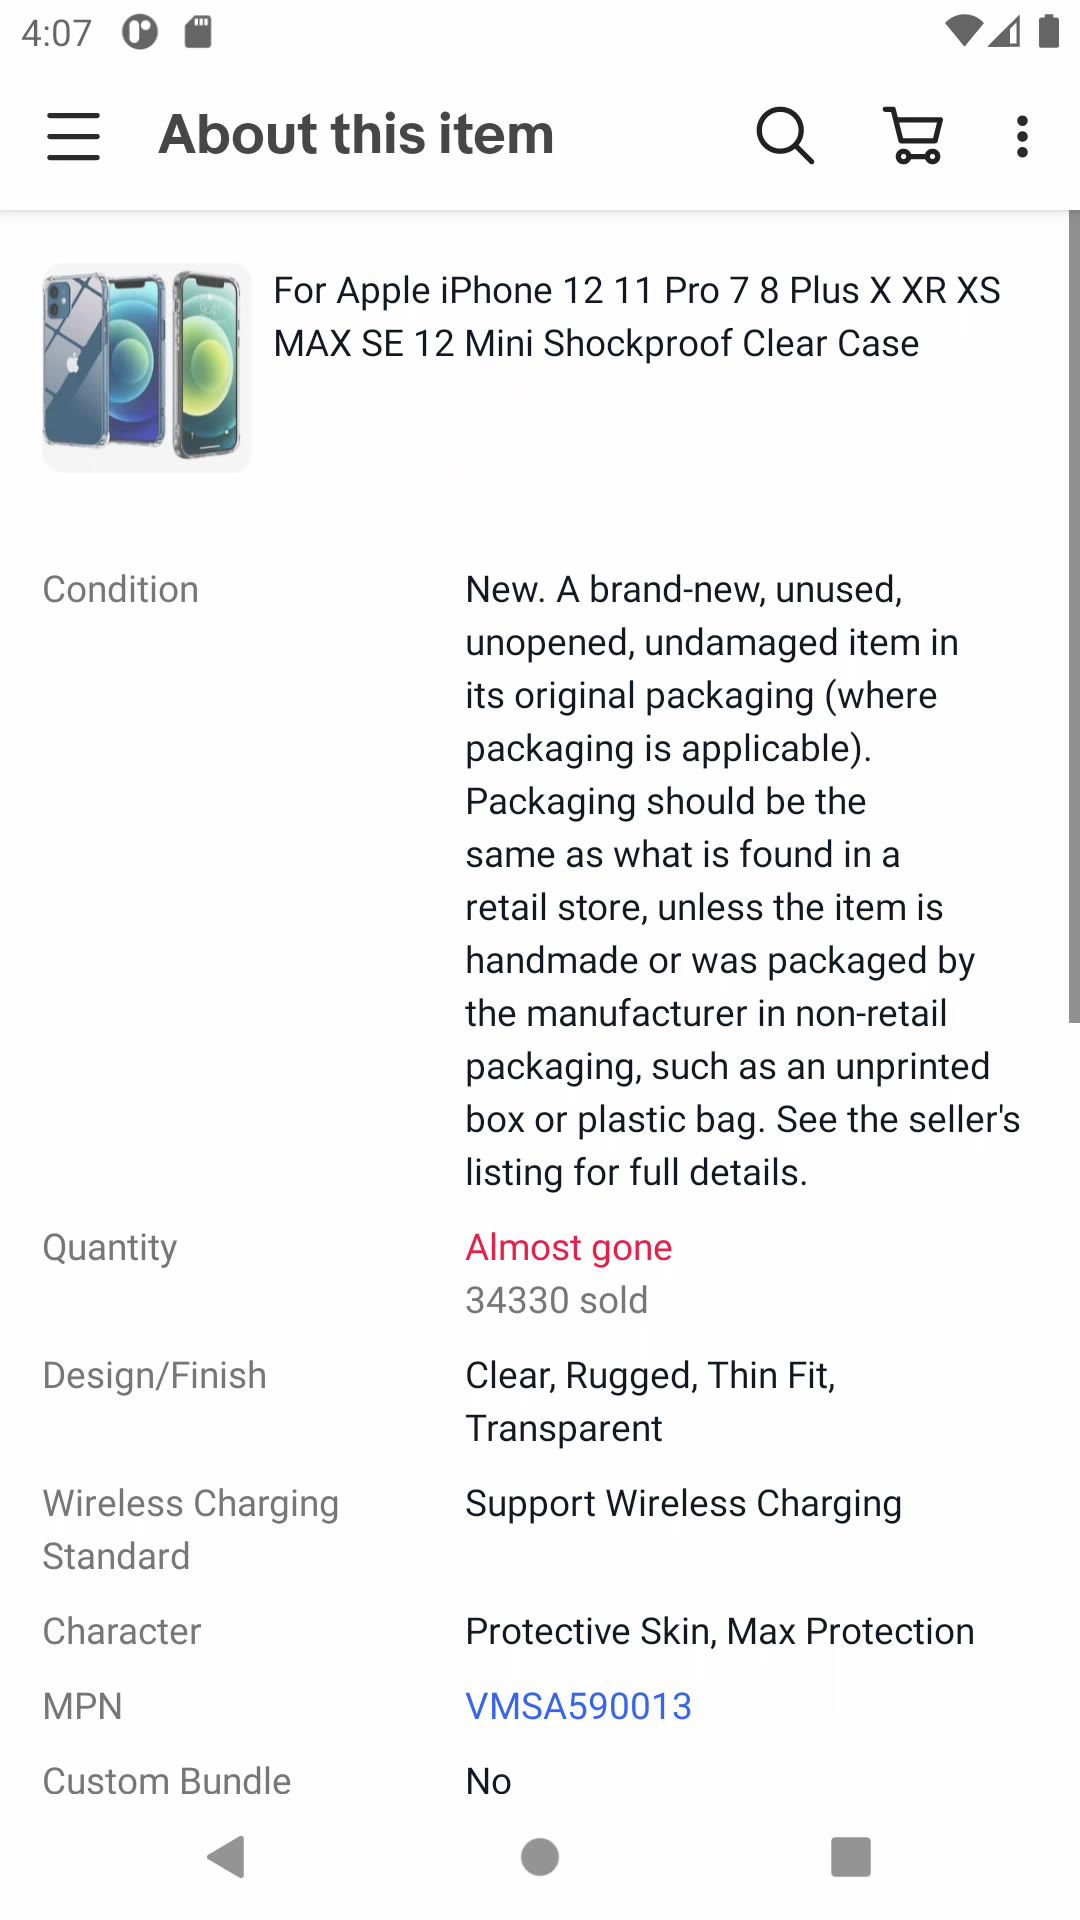 4:07
About this item
For Apple iPhone 12 11 Pro 7 8 Plus X XR XS
MAX SE 12 Mini Shockproof Clear Case
Condition
New. A brand-new, unused,
unopened, undamaged item in
its original packaging (where
packaging is applicable).
Packaging should be the
same as what is found in a
retail store, unless the item is
handmade or was packaged by
the manufacturer in non-retail
packaging, such as an unprinted
box or plastic bag. See the seller's
listing for full details.
Quantity
Almost gone
34330 sold
Design/Finish
Clear, Rugged, Thin Fit,
Transparent
Wireless Charging
Standard
Support Wireless Charging
Character
Protective Skin, Max Protection
MPN
VMSA590013
Custom Bundle
No